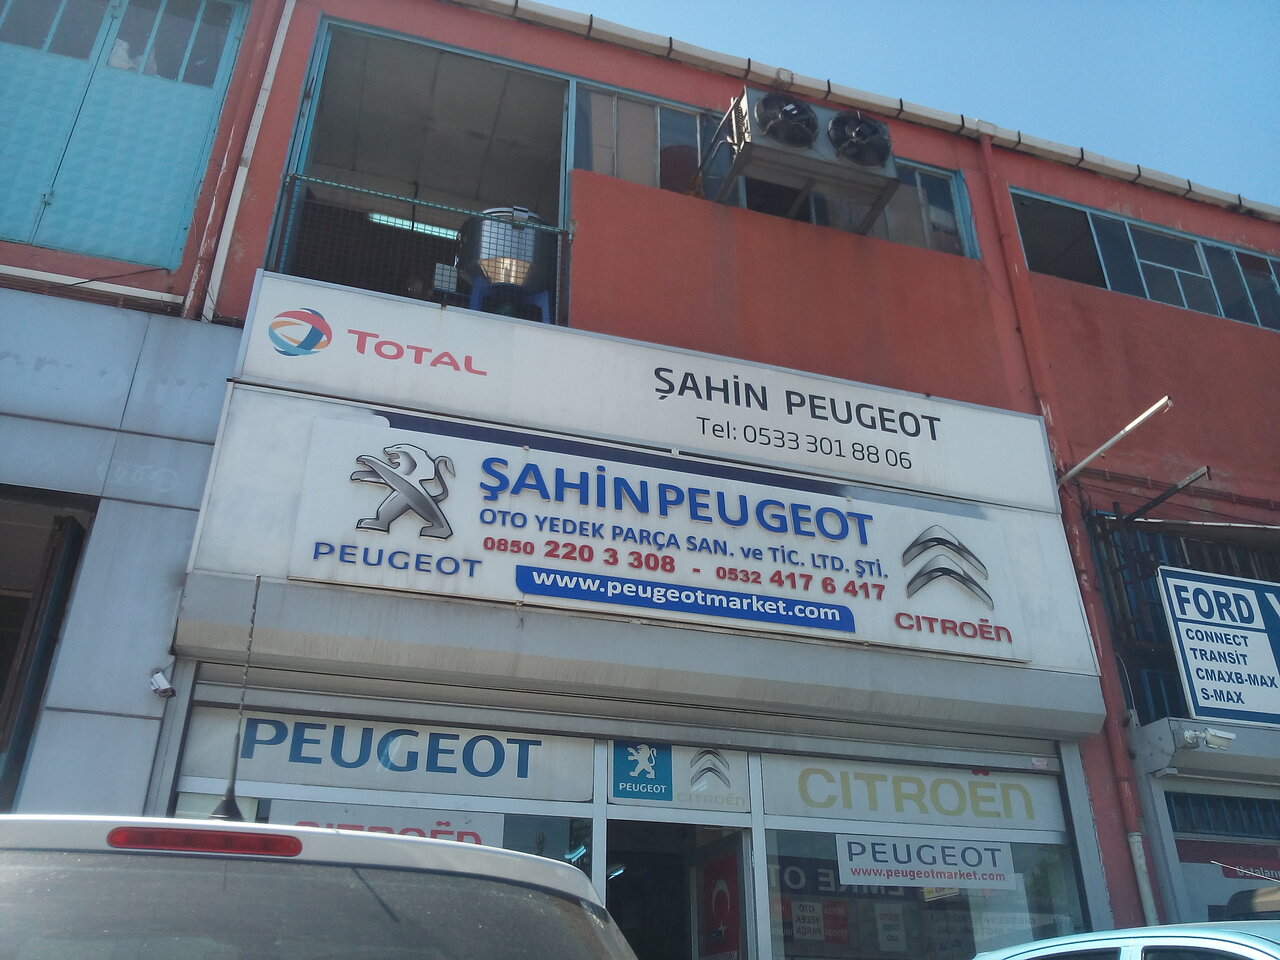 TOTAL
ŞAHİN PEUGEOT
Tel: 0533 301 88 06
ŞAHİNPEUGEOT
OTO YEDEK PARÇA SAN. ve TİC. LTD. ŞTİ.
0850 220 3 308 - 0532 417 6 417
www.peugeotmarket.com
PEUGEOT
CITROËN
FORD
CONNECT
TRANSİT
CMAXB-MAX
S-MAX
PEUGEOT
PEUGEOT
CITROËN
CITROËN
CITROËN
PEUGEOT
www.peugeotmarket.com